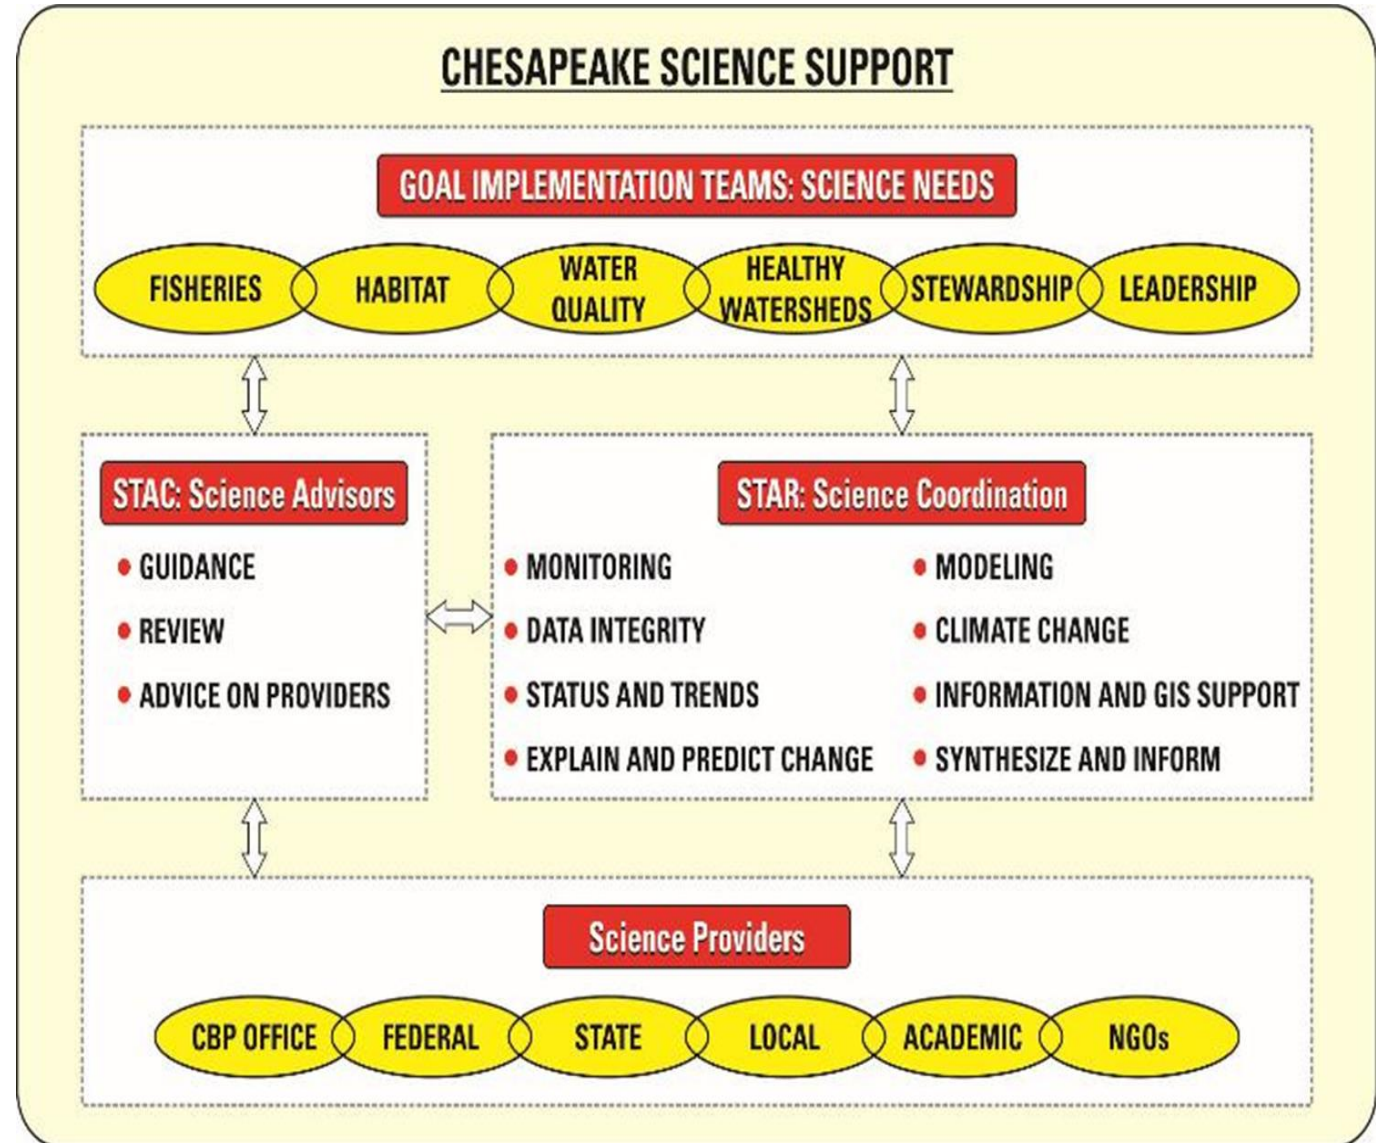 CHESAPEAKE SCIENCE SUPPORT
GOAL IMPLEMENTATION TEAMS: SCIENCE NEEDS
FISHERIES
HABITAT
WATER
QUALITY
HEALTHY
WATERSHEDS
STEWARDSHIP
LEADERSHIP
STAC: Science Advisors
• GUIDANCE
• REVIEW
• ADVICE ON PROVIDERS
STAR: Science Coordination
• MONITORING
• DATA INTEGRITY
• STATUS AND TRENDS
• EXPLAIN AND PREDICT CHANGE
• MODELING
• CLIMATE CHANGE
• INFORMATION AND GIS SUPPORT
• SYNTHESIZE AND INFORM
Science Providers
CBP OFFICE
FEDERAL
STATE
LOCAL
ACADEMIC
NGOs